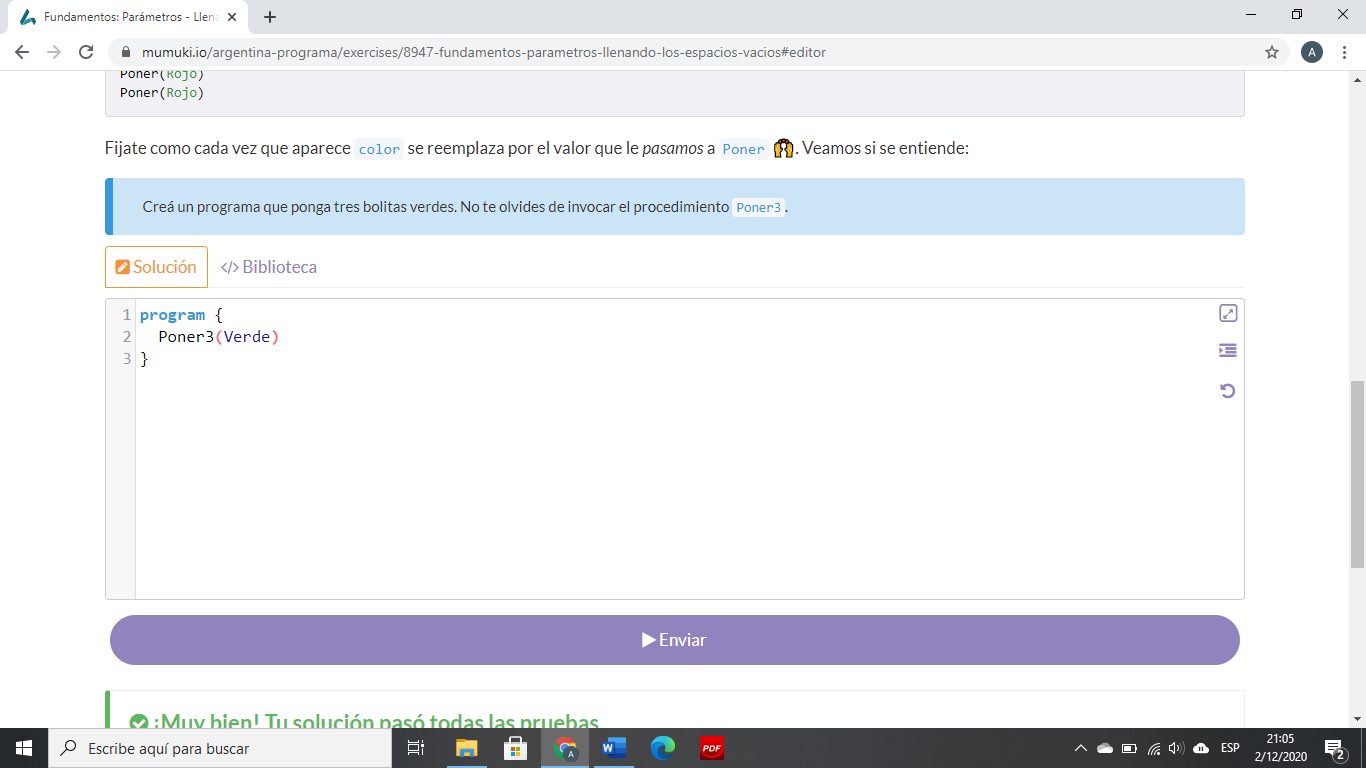 Fundamentos: Parámetros - Llena
mumuki.io/argentina-programa/exercises/8947-fundamentos-parametros-llenando-los-espacios-vacios#editor
A
Poner(Rojo)
Poner(Rojo)
Fijate como cada vez que aparece color se reemplaza por el valor que le pasamos a Poner. Veamos si se entiende:
Creá un programa que ponga tres bolitas verdes. No te olvides de invocar el procedimiento Poner3.
Solución </> Biblioteca
1 program {
2 Poner3(Verde)
3 }
Enviar
¡Muy bien! Tu solución pasó todas las pruebas
Escribe aquí para buscar
A
W
PDF
ESP
21:05
2/12/2020
2